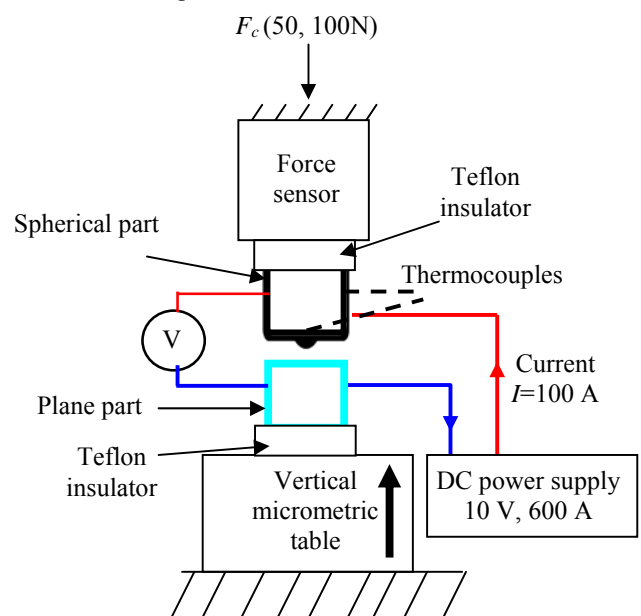 F_c (50, 100N)
Force
sensor
Teflon
insulator
Spherical part
Thermocouples
V
Current
I=100 A
Plane part
Teflon
insulator
Vertical
micrometric
table
DC power supply
10 V, 600 A